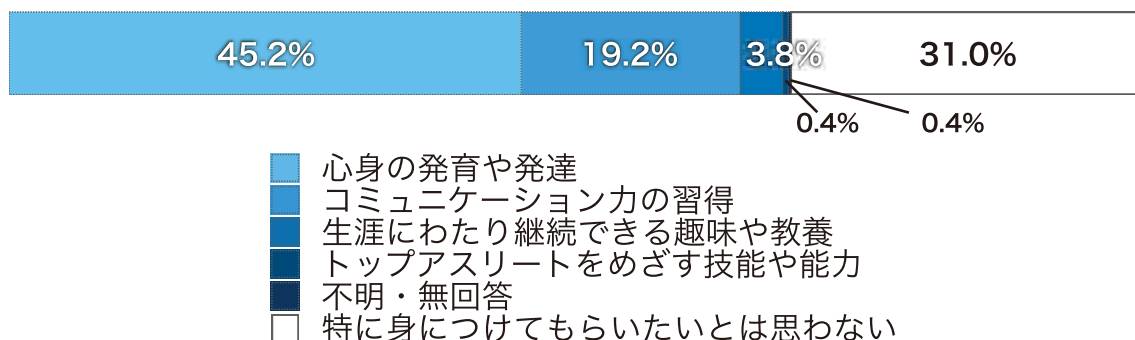 45.2% 19.2% 3.8% 31.0%
0.4% 0.4%
心身の発育や発達
コミュニケーション力の習得
生涯にわたり継続できる趣味や教養
トップアスリートをめざす技能や能力
不明・無回答
特に身につけてもらいたいとは思わない